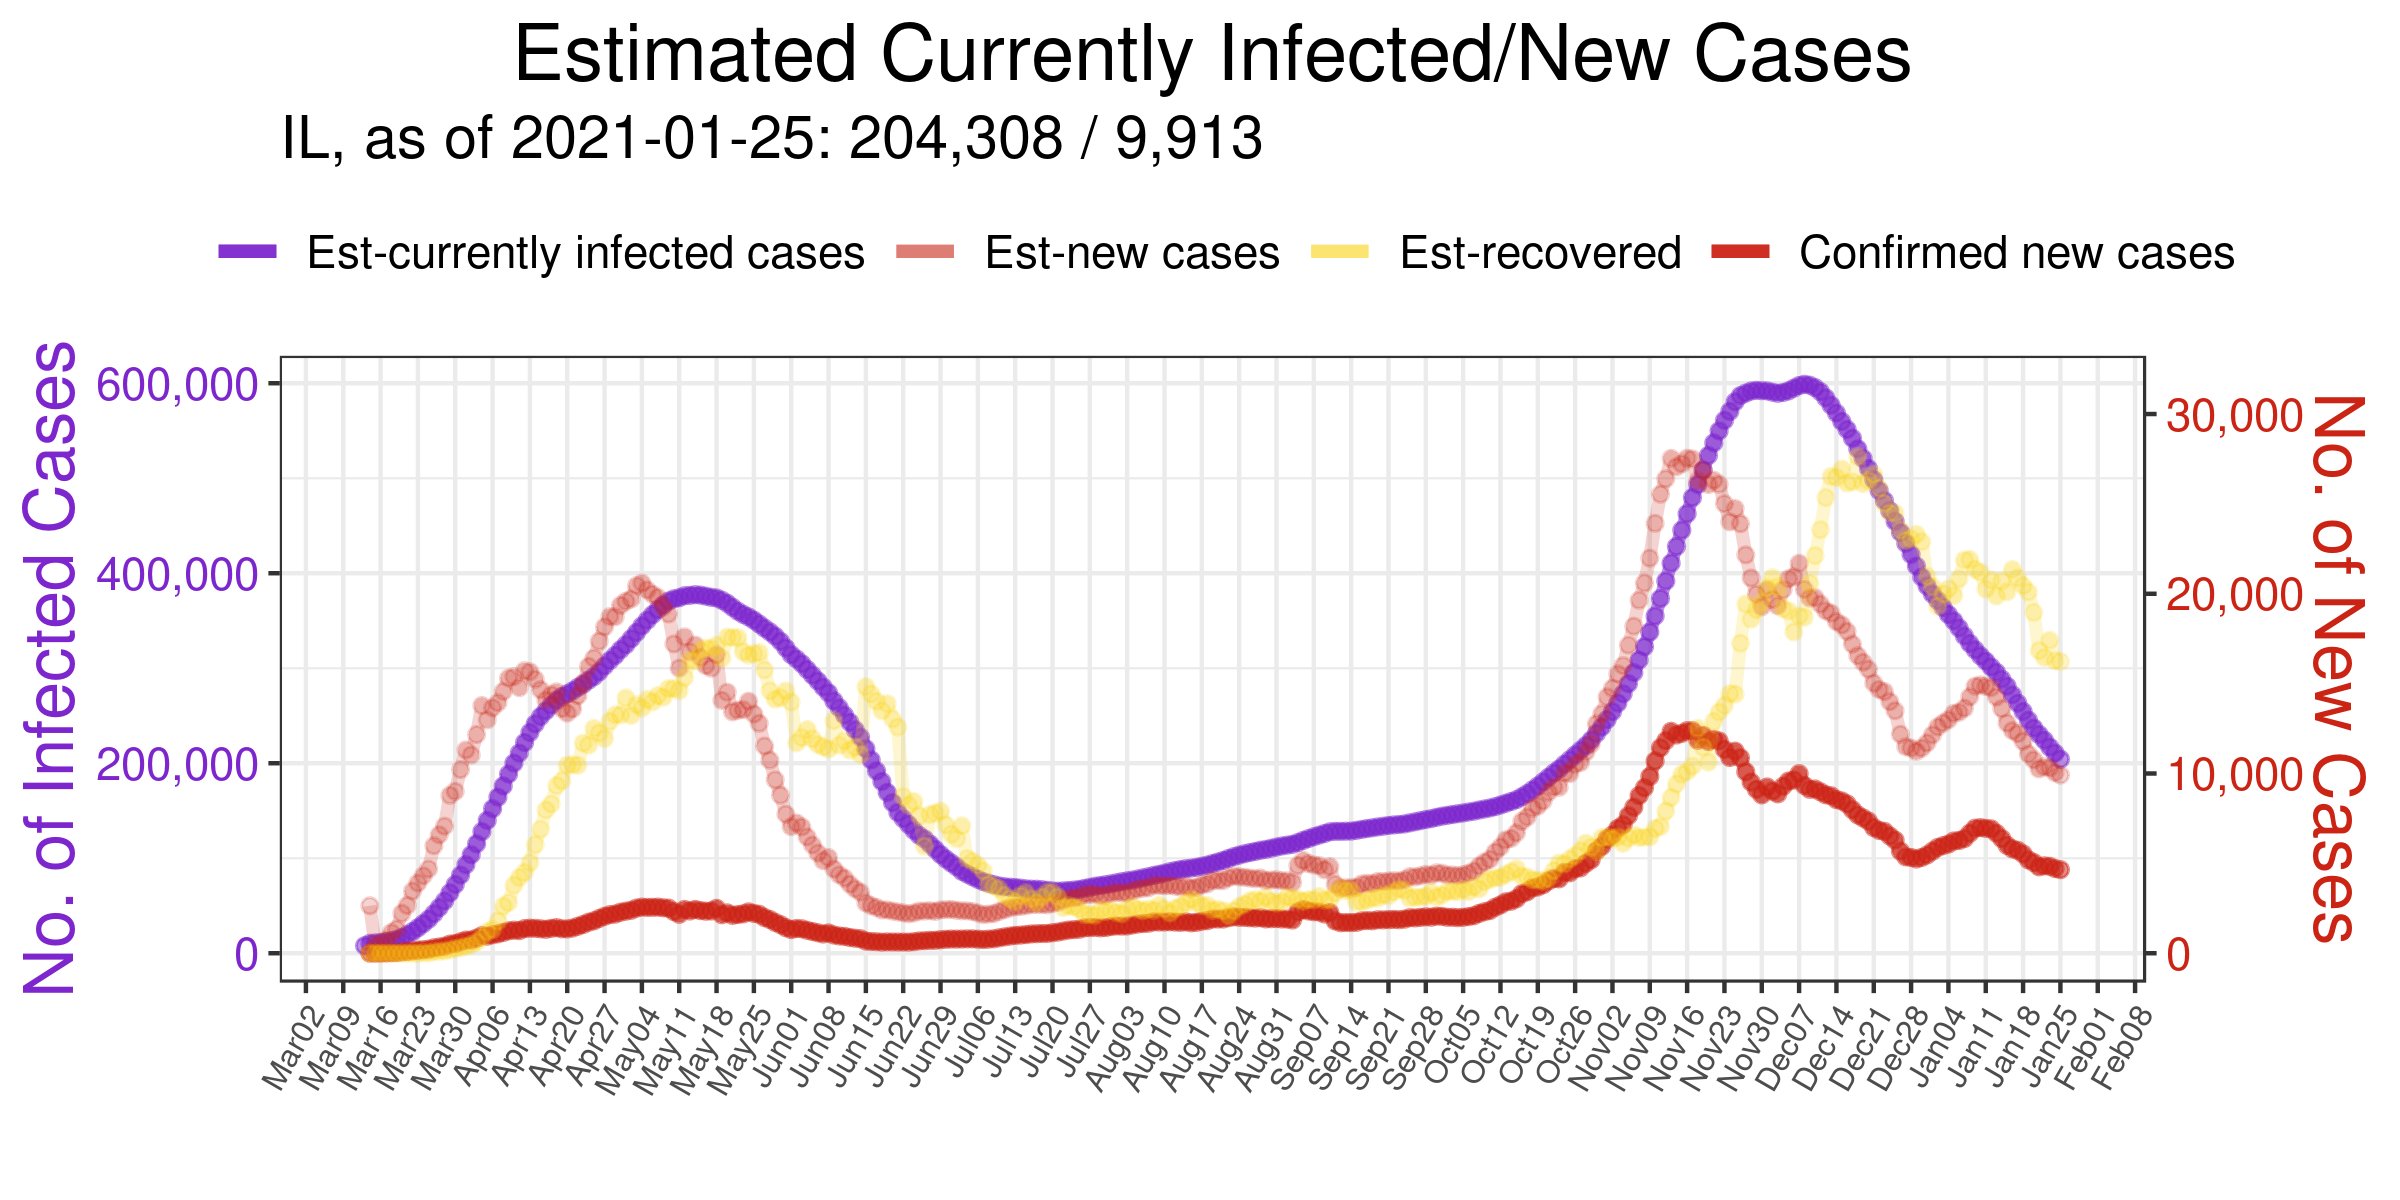 Estimated Currently Infected/New Cases
IL, as of 2021-01-25: 204,308 / 9,913
Est-currently infected cases Est-new cases Est-recovered Confirmed new cases
No. of Infected Cases
600,000
400,000
200,000
0
30,000
20,000
10,000
0
No. of New Cases
Mar02 Mar09 Mar16 Mar23 Mar30 Apr06 Apr13 Apr20 Apr27 May04 May11 May18 May25 Jun01 Jun08 Jun15 Jun22 Jun29 Jul06 Jul13 Jul20 Jul27 Aug03 Aug10 Aug17 Aug24 Aug31 Sep07 Sep14 Sep21 Sep28 Oct05 Oct12 Oct19 Oct26 Nov02 Nov09 Nov16 Nov23 Nov30 Dec07 Dec14 Dec21 Dec28 Jan04 Jan11 Jan18 Jan25 Feb01 Feb08